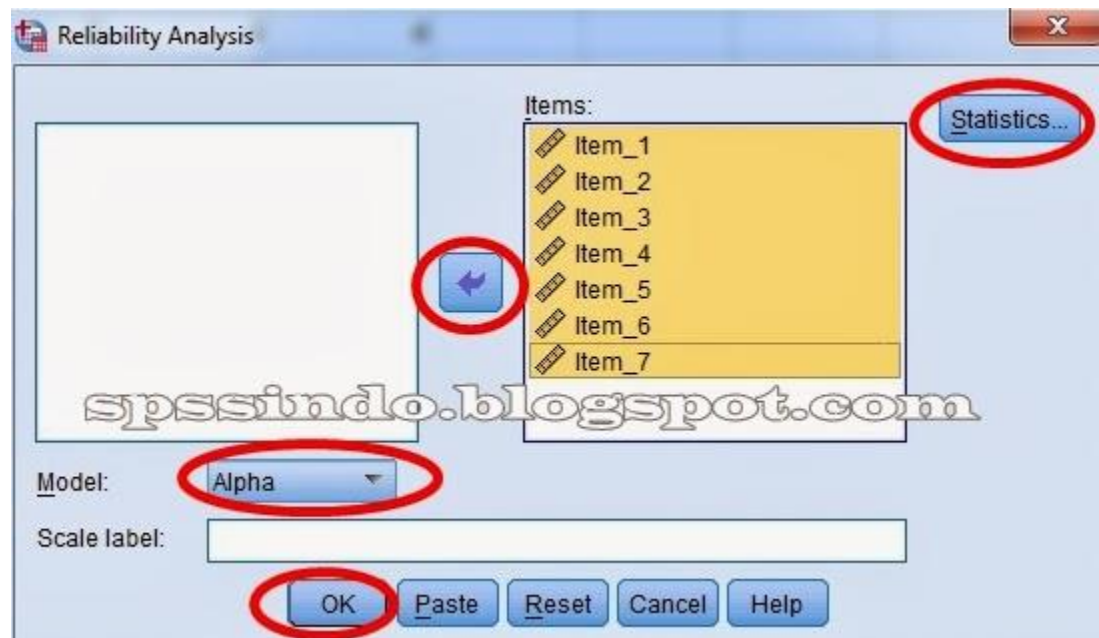 Reliability Analysis
Items:
Statistics...
Item_1
Item_2
Item_3
Item_4
Item_5
Item_6
Item_7
spssindo.blogspot.com
Model: Alpha
Scale label:
OK Paste Reset Cancel Help